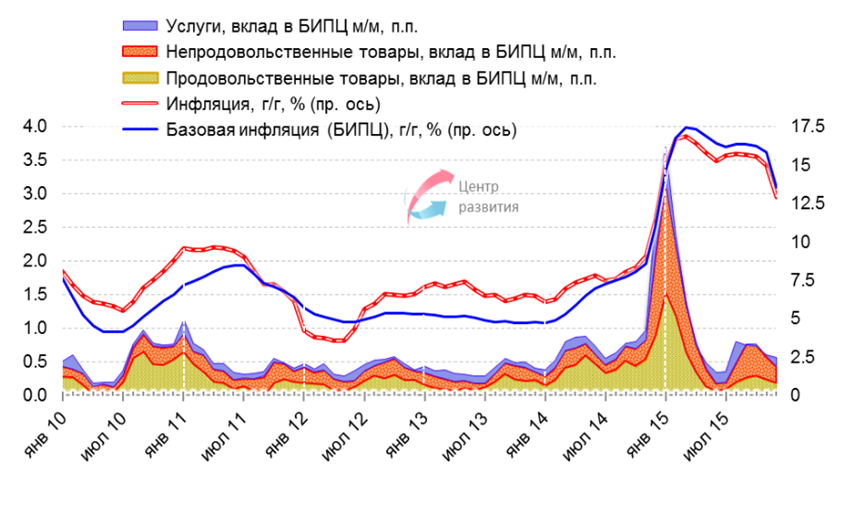 Услуги, вклад в БИПЦ м/м, п.п.
Непродовольственные товары, вклад в БИПЦ м/м, п.п.
Продовольственные товары, вклад в БИПЦ м/м, п.п.
Инфляция, г/г, % (пр. ось)
Базовая инфляция (БИПЦ), г/г, % (пр. ось)
4.0
3.5
3.0
2.5
2.0
1.5
1.0
0.5
0.0
17.5
15
12.5
10
7.5
5
2.5
0
Центр
развития
янв 10
июл 10
янв 11
июл 11
янв 12
июл 12
янв 13
июл 13
янв 14
июл 14
янв 15
июл 15